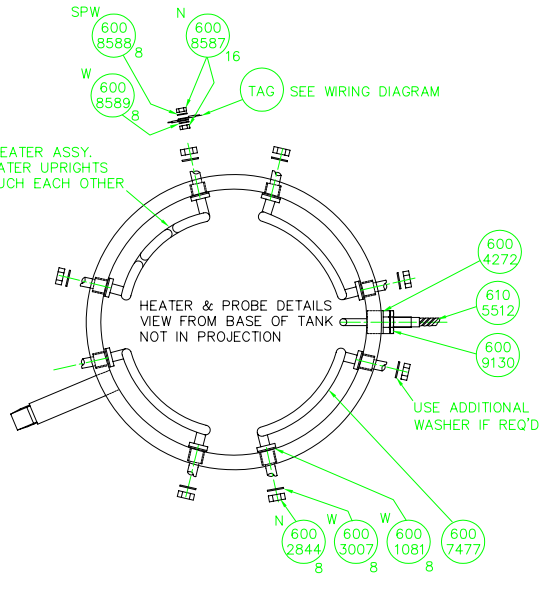 SPW
600
8588
8
N
600
8587
16
W
600
8589
8
TAG SEE WIRING DIAGRAM
EATER ASSY.
ATER UPRIGHTS
UCH EACH OTHER
HEATER & PROBE DETAILS
VIEW FROM BASE OF TANK
NOT IN PROJECTION
600
4272
610
5512
600
9130
USE ADDITIONAL
WASHER IF REQ'D
N
600
2844
8
W
600
3007
8
W
600
1081
8
600
7477